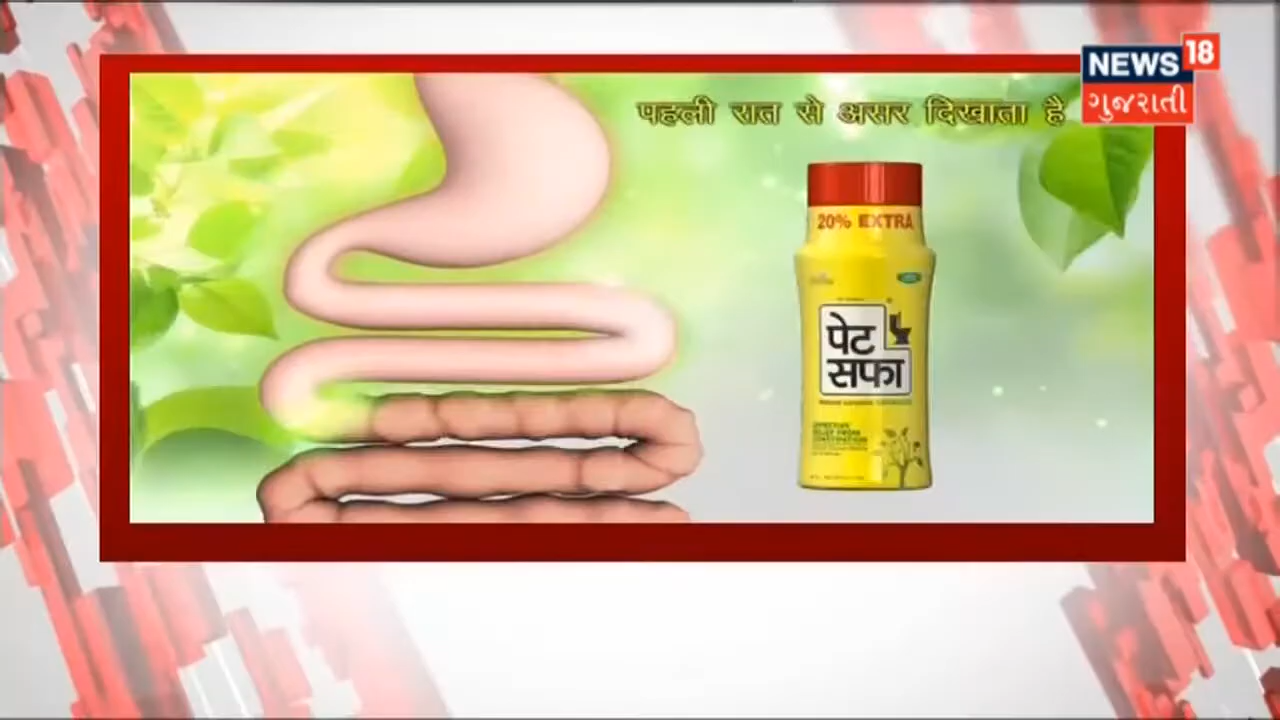 NEWS 18
ગુજરાતી
पहली रात से असर दिखाता है
20% EXTRA
पेट
सफा
EFFECTIVE
RELIEF FROM
CONSTIPATION